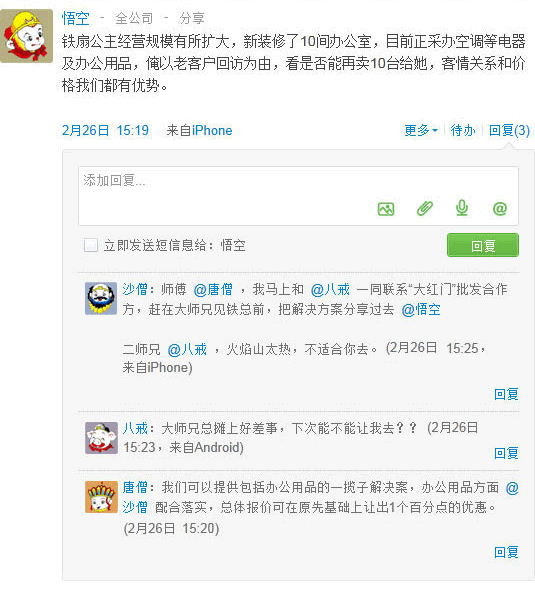 悟空 - 全公司 - 分享
铁扇公主经营规模有所扩大，新装修了10间办公室，目前正采办空调等电器
及办公用品，俺以老客户回访为由，看是否能再卖10台给她，客情关系和价
格我们都有优势。
2月26日 15:19 来自iPhone 更多 待办 回复(3)
添加回复...
@
立即发送短信息给：悟空 回复
沙僧：师傅 @唐僧 ，我马上和 @八戒 一同联系“大红门”批发合作
方，赶在大师兄见铁总前，把解决方案分享过去 @悟空
二师兄 @八戒 ，火焰山太热，不适合你去。 (2月26日 15:25，
来自iPhone)
回复
八戒：大师兄总摊上好差事，下次能不能让我去？？ (2月26日
15:23，来自Android)
回复
唐僧：我们可以提供包括办公用品的一揽子解决案，办公用品方面 @
沙僧 配合落实，总体报价可在原先基础上让出1个百分点的优惠。
(2月26日 15:20)
回复